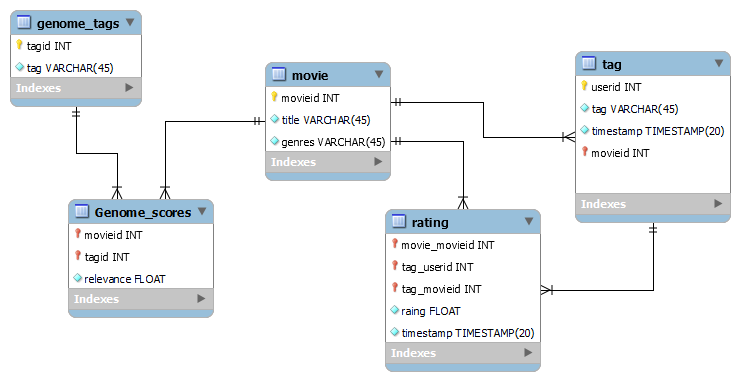 genome_tags
tagid INT
tag VARCHAR(45)
Indexes
movie
movieid INT
title VARCHAR(45)
genres VARCHAR(45)
Indexes
tag
userid INT
tag VARCHAR(45)
timestamp TIMESTAMP(20)
movieid INT
Indexes
Genome_scores
movieid INT
tagid INT
relevance FLOAT
Indexes
rating
movie_movieid INT
tag_userid INT
tag_movieid INT
raing FLOAT
timestamp TIMESTAMP(20)
Indexes